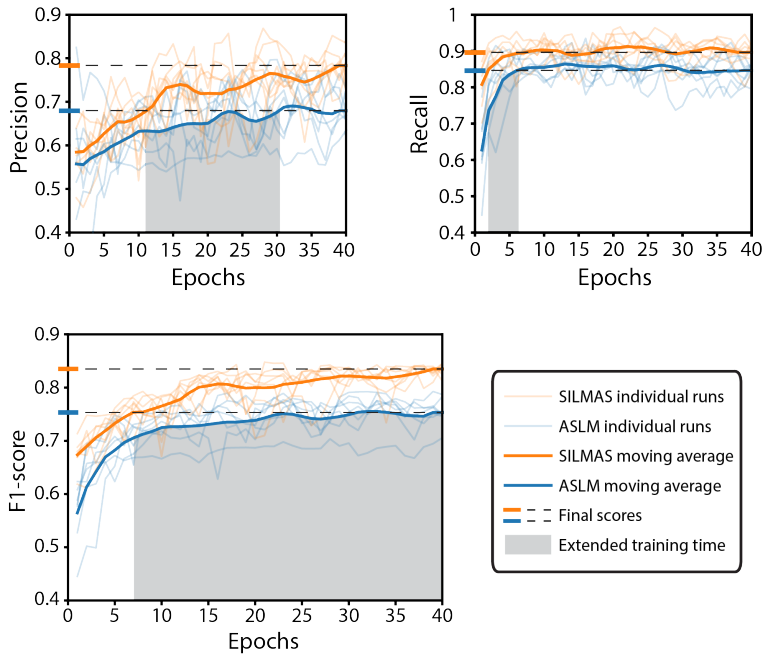 0.9
0.8
0.7
0.6
0.5
0.4
Precision
0 5 10 15 20 25 30 35 40
Epochs
1
0.9
0.8
0.7
0.6
0.5
0.4
Recall
0 5 10 15 20 25 30 35 40
Epochs
0.9
0.8
0.7
0.6
0.5
0.4
F1-score
0 5 10 15 20 25 30 35 40
Epochs
SILMAS individual runs
ASLM individual runs
SILMAS moving average
ASLM moving average
Final scores
Extended training time